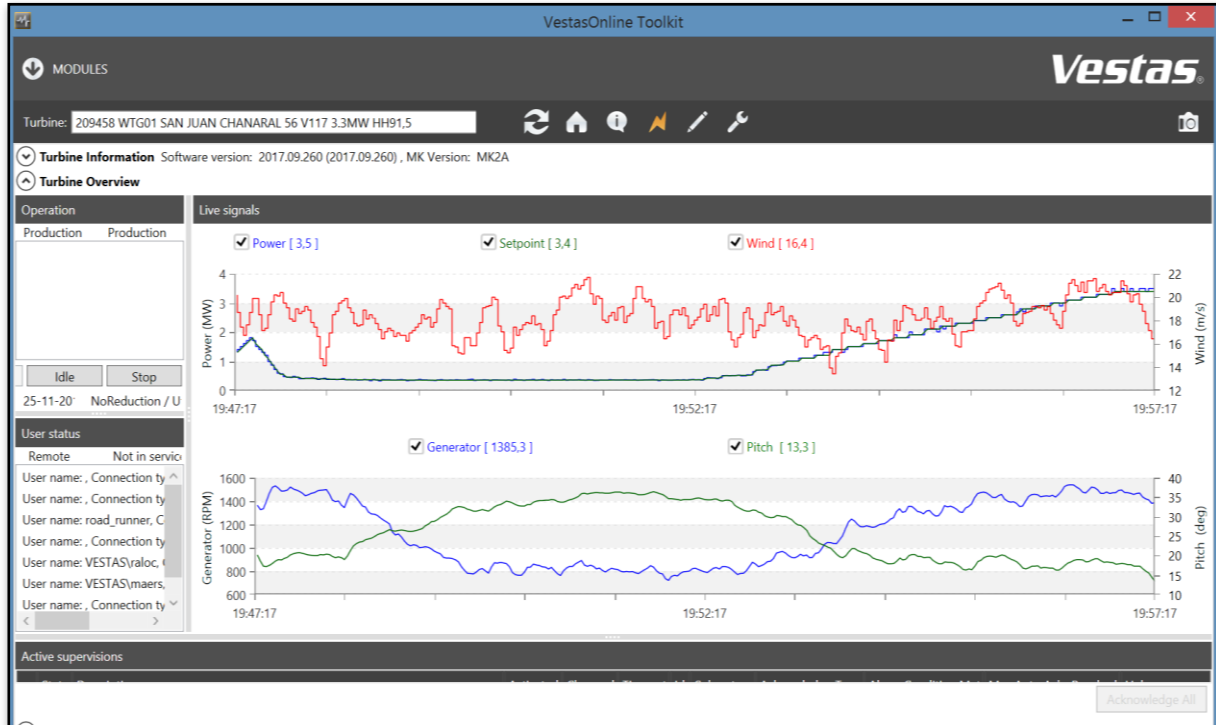 VestasOnline Toolkit
MODULES
Vestas®
Turbine: 209458 WTG01 SAN JUAN CHANARAL 56 V117 3.3MW HH91,5
Turbine Information Software version: 2017.09.260 (2017.09.260) , MK Version: MK2A
Turbine Overview
Operation
Production Production
Idle Stop
25-11-20 NoReduction / U
User status
Remote Not in servic
User name: , Connection ty
User name: , Connection ty
User name: road_runner, C
User name: , Connection ty
User name: VESTAS\raloc,
User name: VESTAS\maers,
User name: , Connection ty
Live signals
Power [ 3,5 ] Setpoint [ 3,4 ] Wind [ 16,4 ]
Power (MW)
4
3
2
1
0
22
20
18
16
14
12
Wind (m/s)
19:47:17 19:52:17 19:57:17
Generator [ 1385,3 ] Pitch [ 13,3 ]
Generator (RPM)
1600
1400
1200
1000
800
600
40
35
30
25
20
15
10
Pitch (deg)
19:47:17 19:52:17 19:57:17
Active supervisions
Acknowledge All